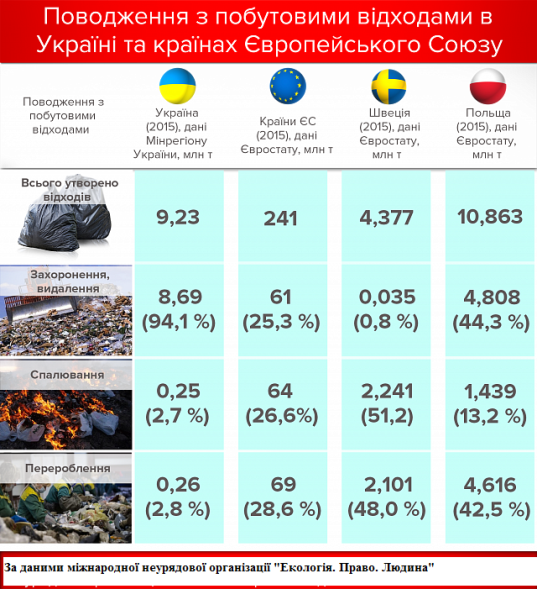 Поводження з побутовими відходами в
Україні та країнах Європейського Союзу
Поводження з
побутовими
відходами
Україна
(2015), дані
Мінрегіону
України, млн т
Країни ЄС
(2015), дані
Євростату, млн т
Швеція
(2015), дані
Євростату,
млн т
Польща
(2015), дані
Євростату,
млн т
Всього утворено
відходів
9,23
241
4,377
10,863
Захоронення,
видалення
8,69
(94,1 %)
61
(25,3 %)
0,035
(0,8 %)
4,808
(44,3 %)
Спалювання
0,25
(2,7 %)
64
(26,6%)
2,241
(51,2)
1,439
(13,2 %)
Перероблення
0,26
(2,8 %)
69
(28,6 %)
2,101
(48,0 %)
4,616
(42,5 %)
За даними міжнародної неурядової організації "Екологія. Право. Людина"